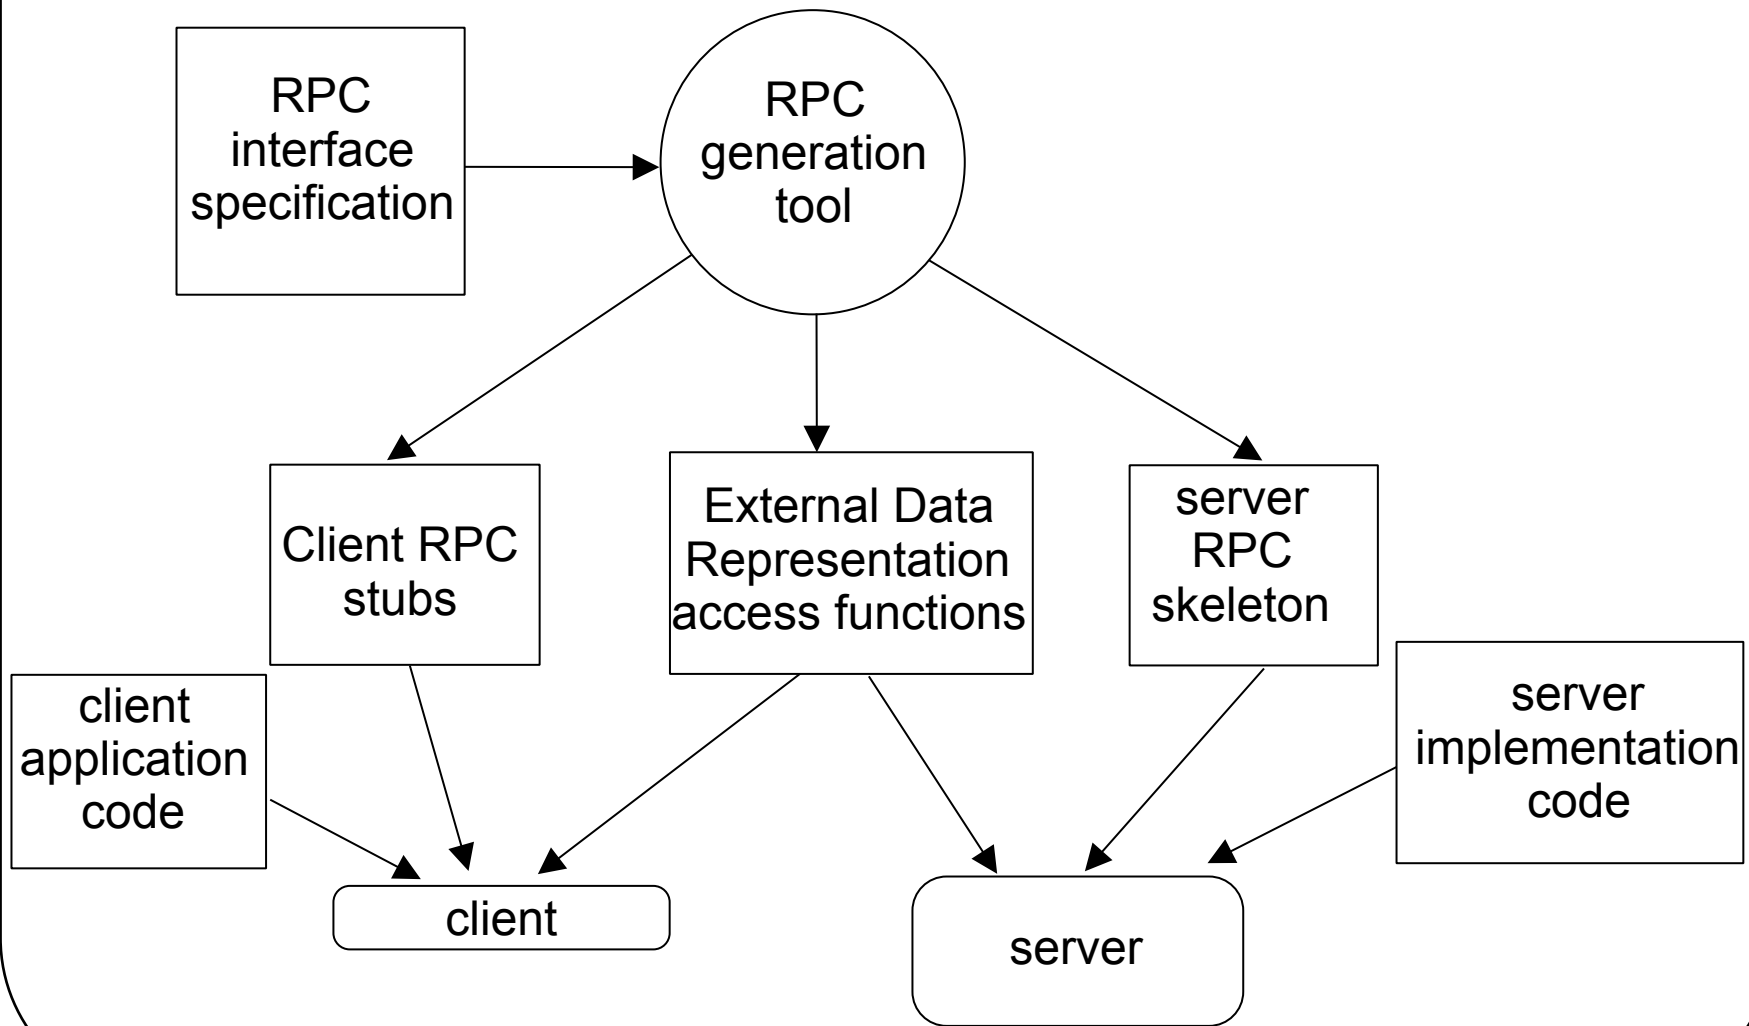 RPC
interface
specification
RPC
generation
tool
Client RPC
stubs
External Data
Representation
access functions
server
RPC
skeleton
client
application
code
server
implementation
code
client
server